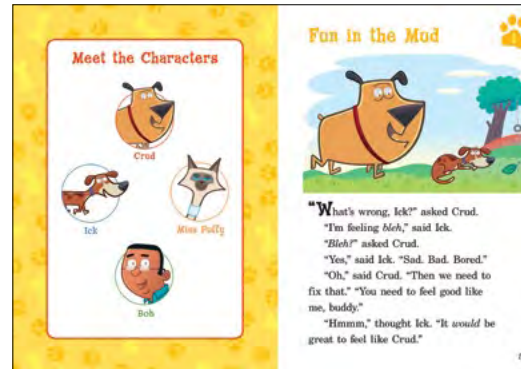 Meet the Characters
Crud
Ick
Miss Puffy
Bob
Fun in the Mud
1
"What's wrong, Ick?" asked Crud.
"I'm feeling bleh," said Ick.
"Bleh?" asked Crud.
"Yes," said Ick. "Sad. Bad. Bored."
"Oh," said Crud. "Then we need to
fix that." "You need to feel good like
me, buddy."
"Hmmm," thought Ick. "It would be
great to feel like Crud."